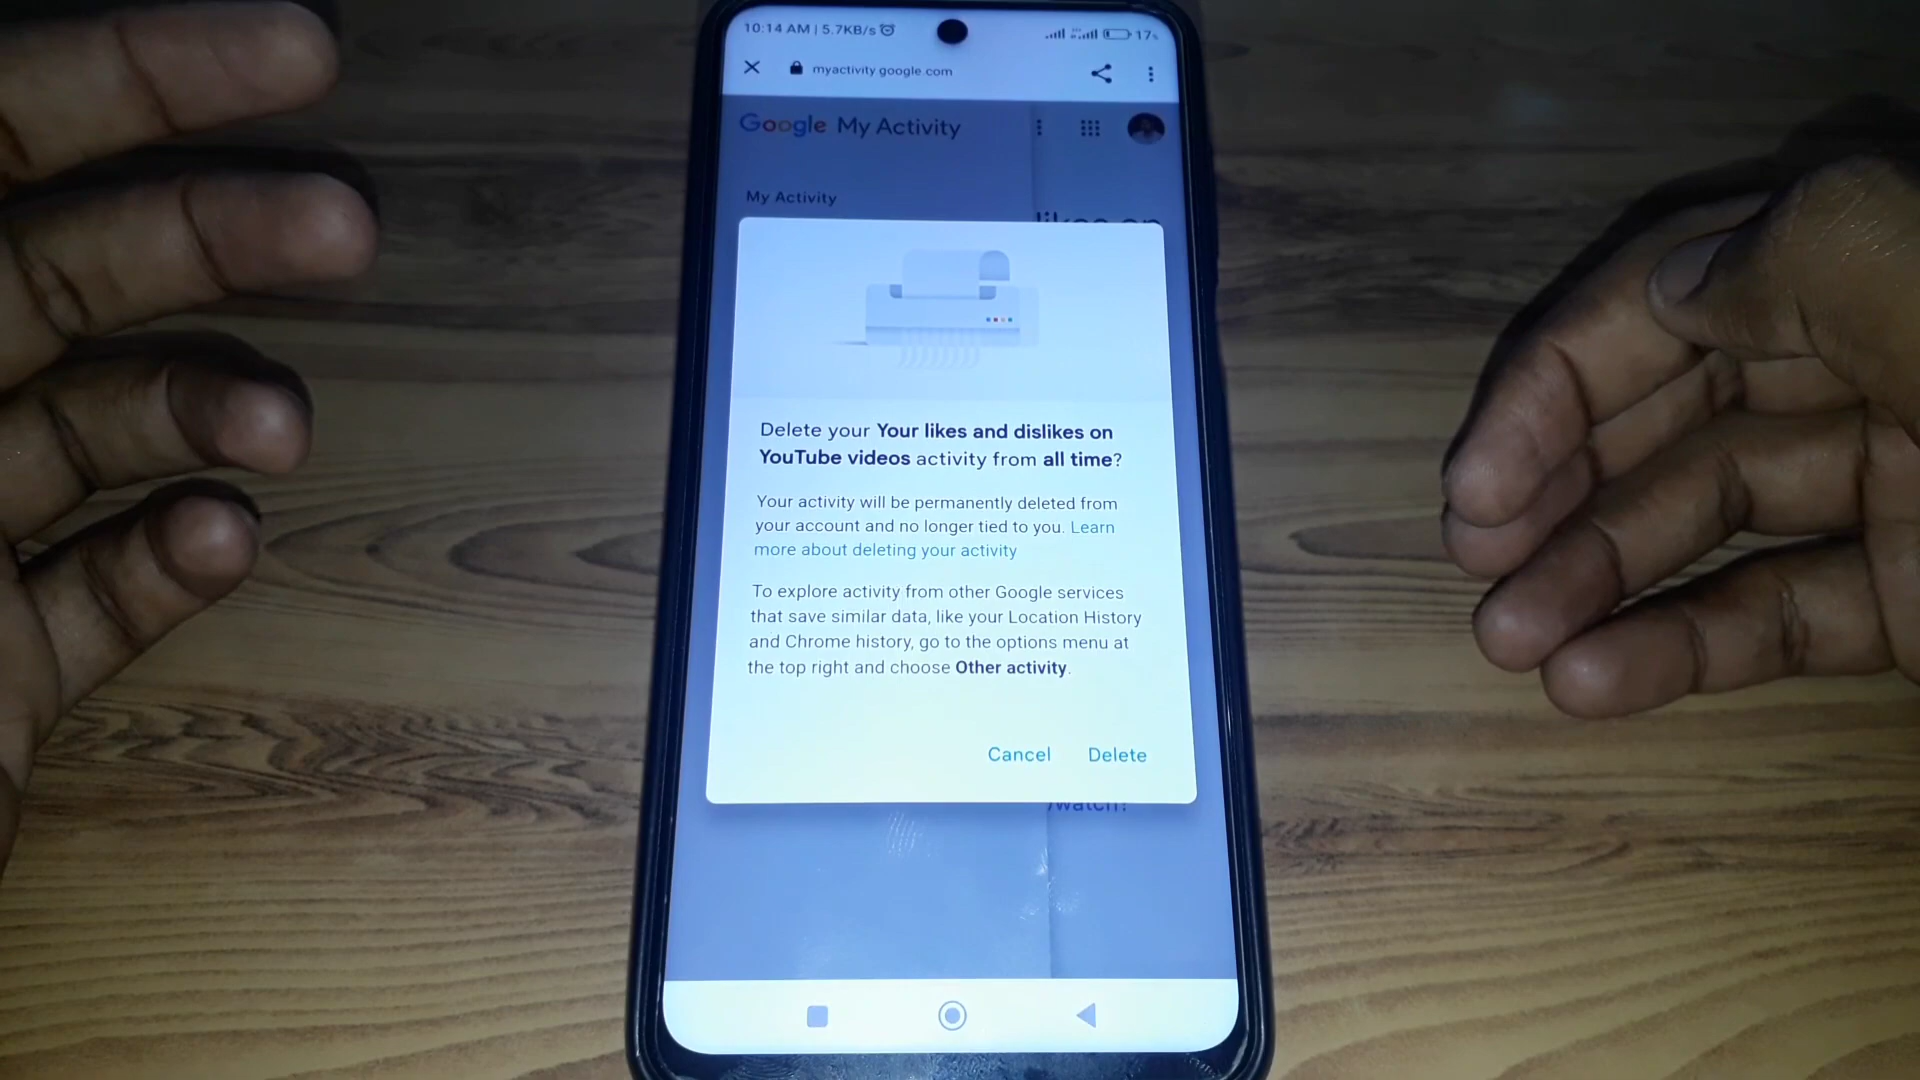 10:14 AM | 5.7KB/s
17%
myactivity.google.com
Google My Activity
My Activity
likes on
Delete your Your likes and dislikes on
YouTube videos activity from all time?
Your activity will be permanently deleted from
your account and no longer tied to you. Learn
more about deleting your activity
To explore activity from other Google services
that save similar data, like your Location History
and Chrome history, go to the options menu at
the top right and choose Other activity.
Cancel Delete
/watch?